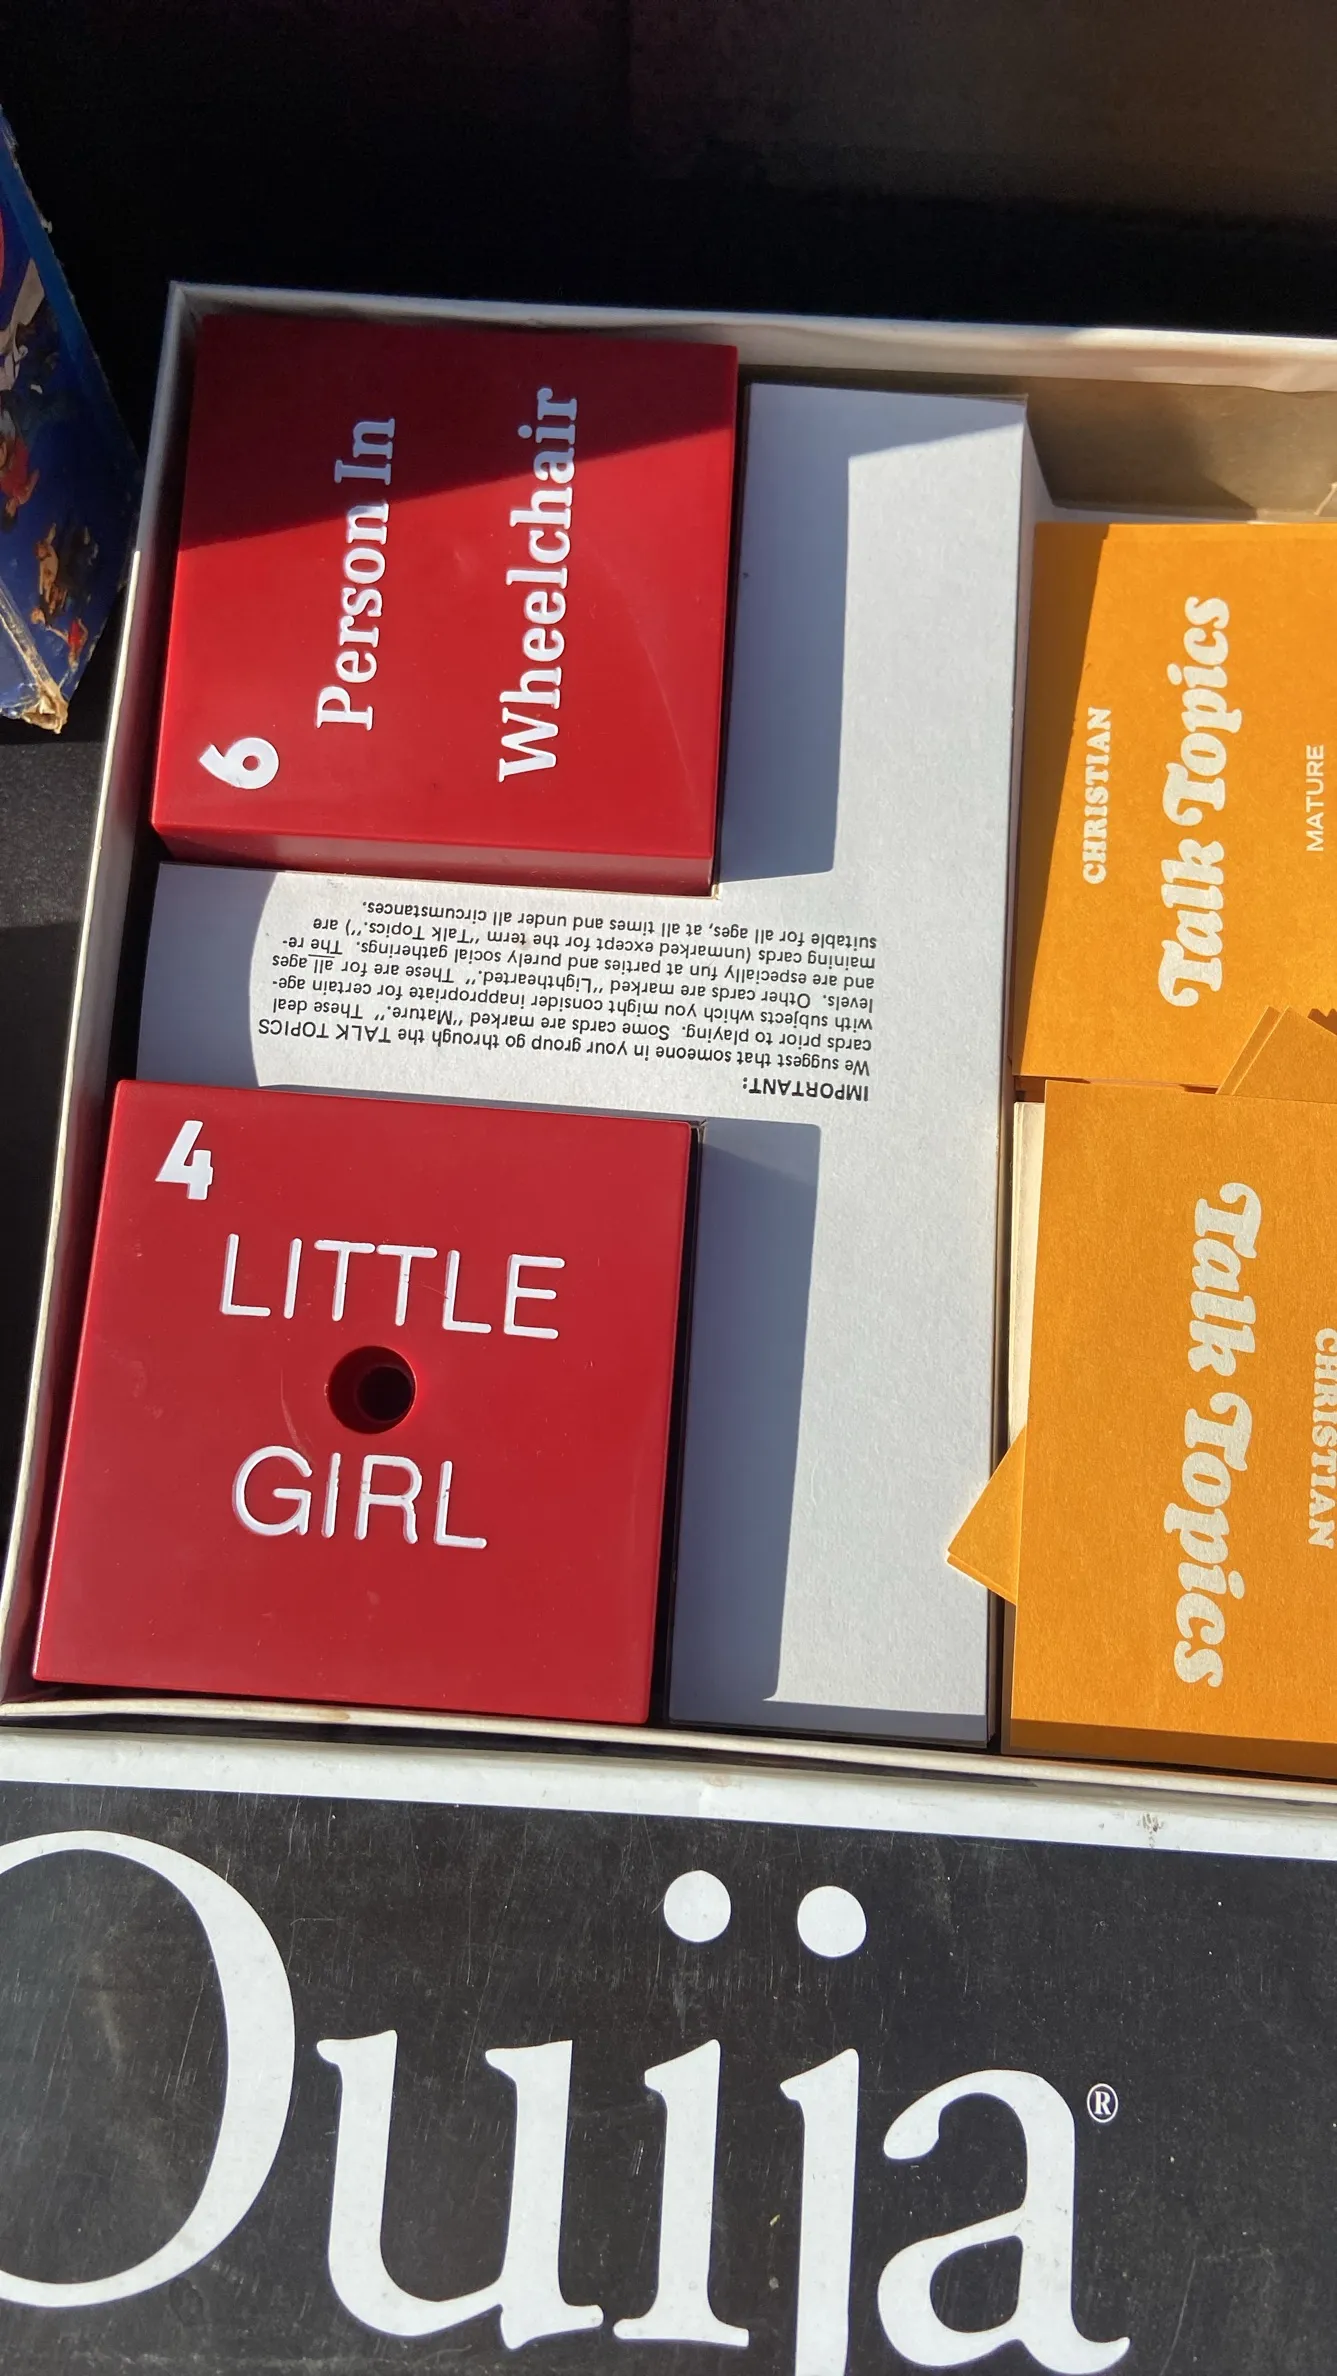 6
Person In
Wheelchair
IMPORTANT:
We suggest that someone in your group go through the TALK TOPICS
cards prior to playing. Some cards are marked "Mature." These deal
with subjects which you might consider inappropriate for certain age-
levels. Other cards are marked "Lighthearted." These are for all ages
and are especially fun at parties and purely social gatherings. The re-
maining cards (unmarked except for the term "Talk Topics.") are
suitable for all ages, at all times and under all circumstances.
4
LITTLE
GIRL
CHRISTIAN
Talk Topics
MATURE
Talk Topics
CHRISTIAN
Ouija®